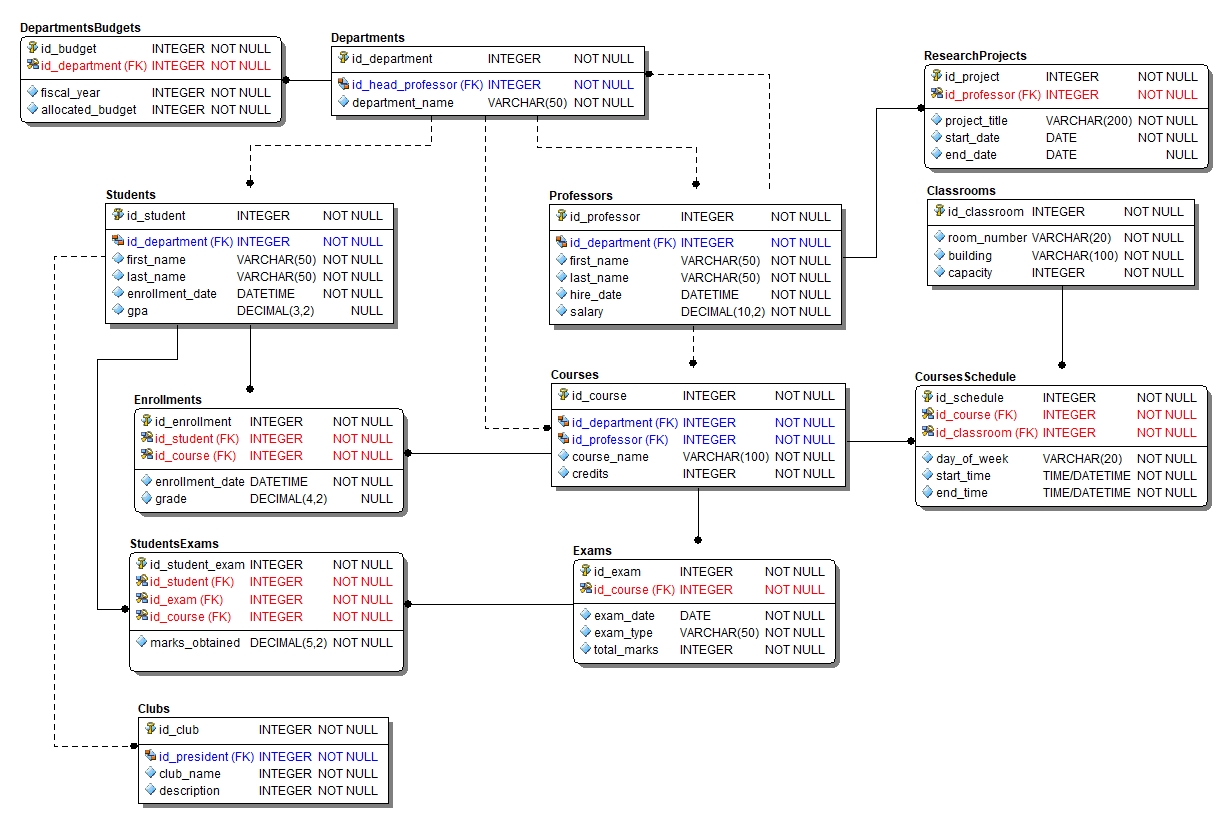 DepartmentsBudgets
id_budget INTEGER NOT NULL
id_department (FK) INTEGER NOT NULL
fiscal_year INTEGER NOT NULL
allocated_budget INTEGER NOT NULL
Departments
id_department INTEGER NOT NULL
id_head_professor (FK) INTEGER NOT NULL
department_name VARCHAR(50) NOT NULL
ResearchProjects
id_project INTEGER NOT NULL
id_professor (FK) INTEGER NOT NULL
project_title VARCHAR(200) NOT NULL
start_date DATE NOT NULL
end_date DATE NULL
Students
id_student INTEGER NOT NULL
id_department (FK) INTEGER NOT NULL
first_name VARCHAR(50) NOT NULL
last_name VARCHAR(50) NOT NULL
enrollment_date DATETIME NOT NULL
gpa DECIMAL(3,2) NULL
Professors
id_professor INTEGER NOT NULL
id_department (FK) INTEGER NOT NULL
first_name VARCHAR(50) NOT NULL
last_name VARCHAR(50) NOT NULL
hire_date DATETIME NOT NULL
salary DECIMAL(10,2) NOT NULL
Classrooms
id_classroom INTEGER NOT NULL
room_number VARCHAR(20) NOT NULL
building VARCHAR(100) NOT NULL
capacity INTEGER NOT NULL
Enrollments
id_enrollment INTEGER NOT NULL
id_student (FK) INTEGER NOT NULL
id_course (FK) INTEGER NOT NULL
enrollment_date DATETIME NOT NULL
grade DECIMAL(4,2) NULL
Courses
id_course INTEGER NOT NULL
id_department (FK) INTEGER NOT NULL
id_professor (FK) INTEGER NOT NULL
course_name VARCHAR(100) NOT NULL
credits INTEGER NOT NULL
CoursesSchedule
id_schedule INTEGER NOT NULL
id_course (FK) INTEGER NOT NULL
id_classroom (FK) INTEGER NOT NULL
day_of_week VARCHAR(20) NOT NULL
start_time TIME/DATETIME NOT NULL
end_time TIME/DATETIME NOT NULL
StudentsExams
id_student_exam INTEGER NOT NULL
id_student (FK) INTEGER NOT NULL
id_exam (FK) INTEGER NOT NULL
id_course (FK) INTEGER NOT NULL
marks_obtained DECIMAL(5,2) NOT NULL
Exams
id_exam INTEGER NOT NULL
id_course (FK) INTEGER NOT NULL
exam_date DATE NOT NULL
exam_type VARCHAR(50) NOT NULL
total_marks INTEGER NOT NULL
Clubs
id_club INTEGER NOT NULL
id_president (FK) INTEGER NOT NULL
club_name INTEGER NOT NULL
description INTEGER NOT NULL